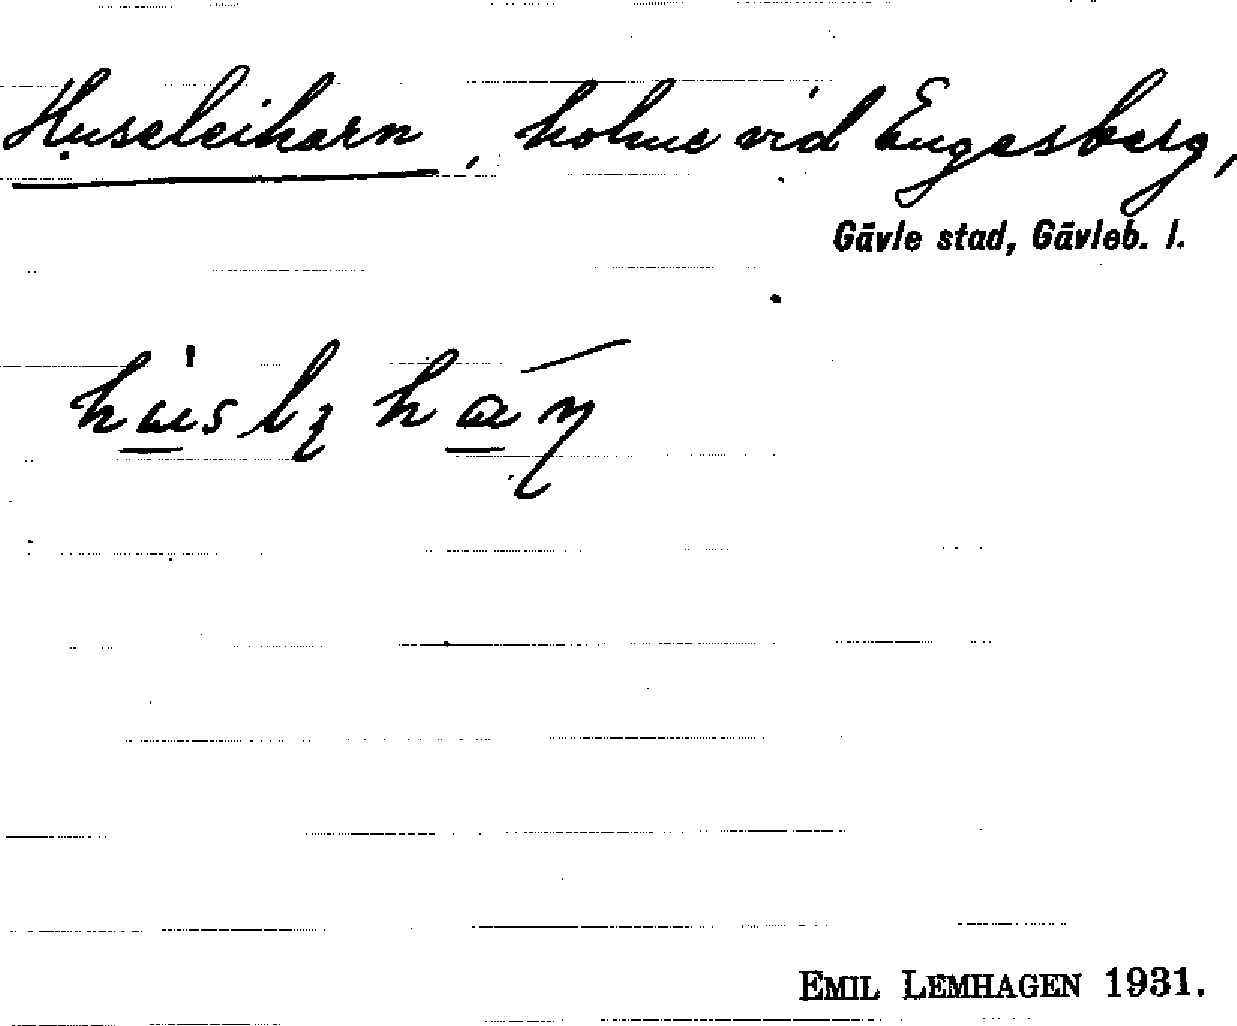 Huseleiharn, holme vid Engesberg,
Gävle stad, Gävleb. l.
EMIL LEMHAGEN 1931.